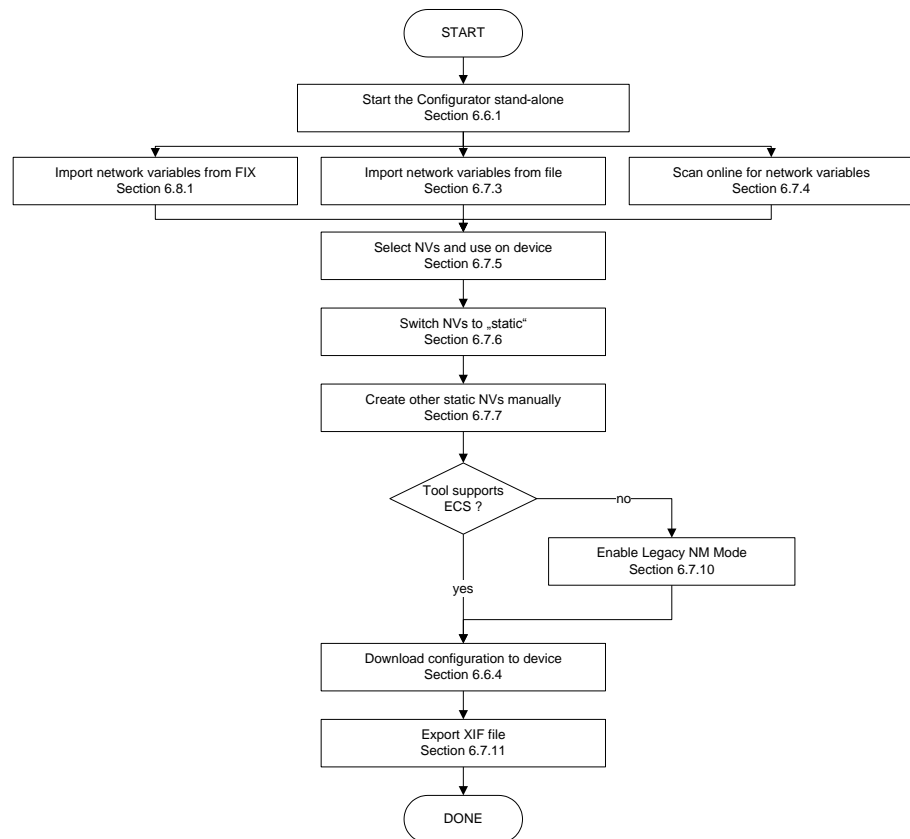 START
Start the Configurator stand-alone
Section 6.6.1
Import network variables from FIX
Section 6.8.1
Import network variables from file
Section 6.7.3
Scan online for network variables
Section 6.7.4
Select NVs and use on device
Section 6.7.5
Switch NVs to „static“
Section 6.7.6
Create other static NVs manually
Section 6.7.7
Tool supports
ECS ?
no
Enable Legacy NM Mode
Section 6.7.10
yes
Download configuration to device
Section 6.6.4
Export XIF file
Section 6.7.11
DONE